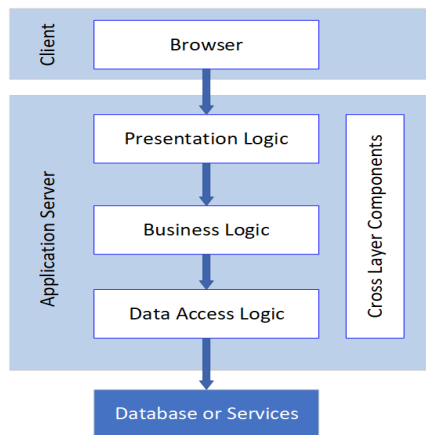 Client
Browser
Application Server
Presentation Logic
Business Logic
Data Access Logic
Cross Layer Components
Database or Services